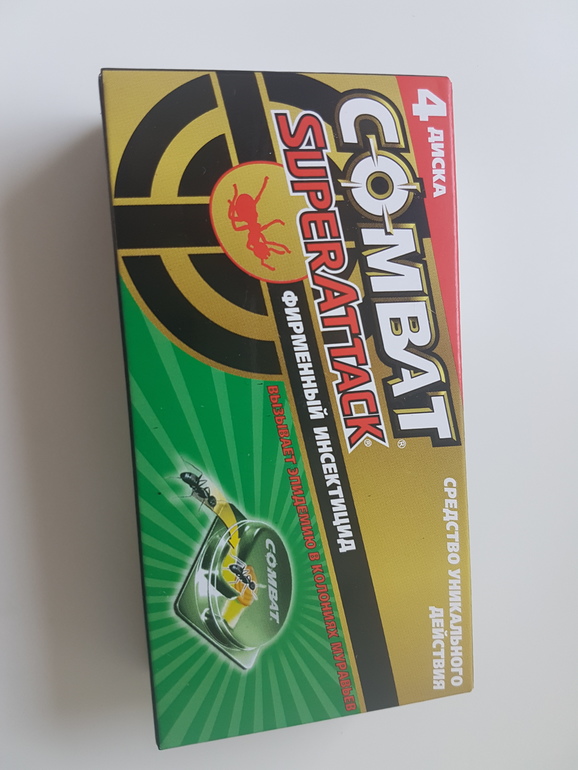 4 ДИСКА
COMBAT®
SUPERATTACK®
ФИРМЕННЫЙ ИНСЕКТИЦИД
ВЫЗЫВАЕТ ЭПИДЕМИЮ В КОЛОНИЯХ МУРАВЬЕВ
СРЕДСТВО УНИКАЛЬНОГО
ДЕЙСТВИЯ
COMBAT